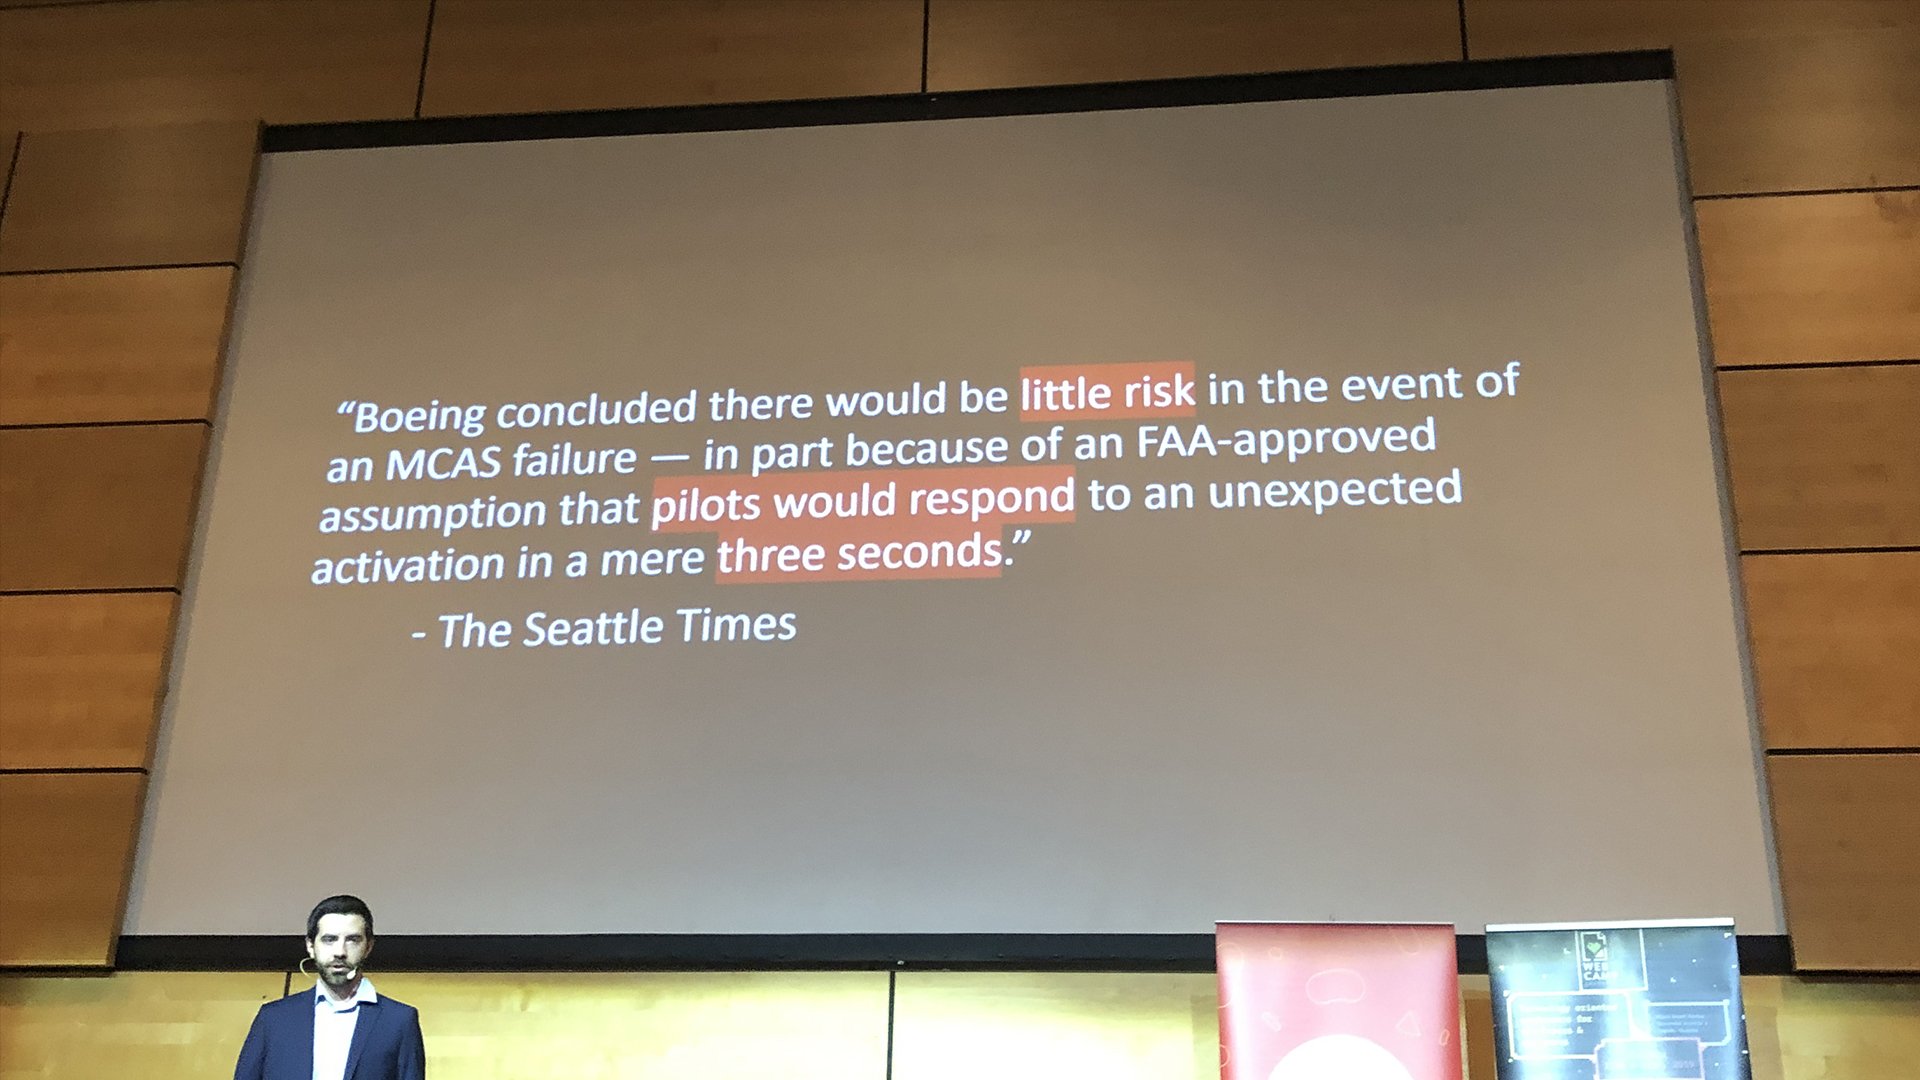 “Boeing concluded there would be little risk in the event of
an MCAS failure — in part because of an FAA-approved
assumption that pilots would respond to an unexpected
activation in a mere three seconds.”
- The Seattle Times
WEB